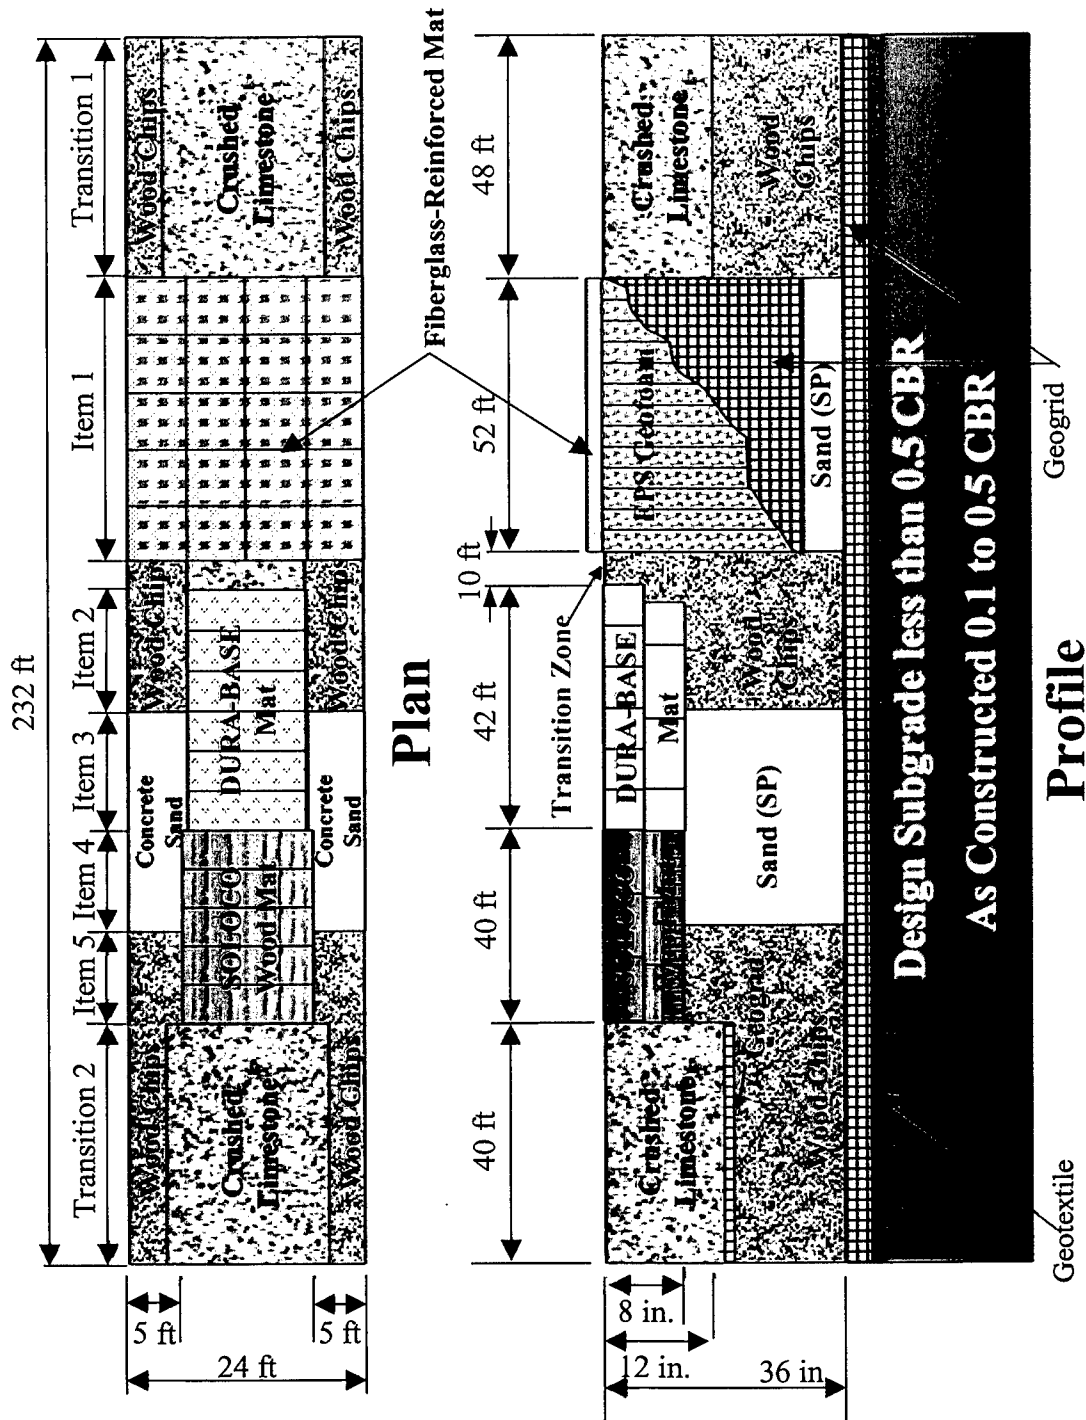 232 ft
Transition 2
Item 5
Item 4
Item 3
Item 2
Item 1
Transition 1
5 ft
24 ft
5 ft
Wood Chips
Crushed
Limestone
Wood Chips
SOLOCO
Wood Mat
Concrete
Sand
Concrete
Sand
DURA-BASE
Mat
Wood Chip
Wood Chips
Wood Chips
Crushed
Limestone
Wood Chips
Plan
Fiberglass-Reinforced Mat
40 ft
40 ft
42 ft
10 ft
52 ft
48 ft
Transition Zone
8 in.
12 in.
36 in
Crushed
Limestone
Geogrid
Wood Chips
DURA-BASE
Mat
Sand (SP)
Wood
Chips
EPS Geofoam
Sand (SP)
Crushed
Limestone
Wood
Chips
Design Subgrade less than 0.5 CBR
As Constructed 0.1 to 0.5 CBR
Geotextile
Geogrid
Profile